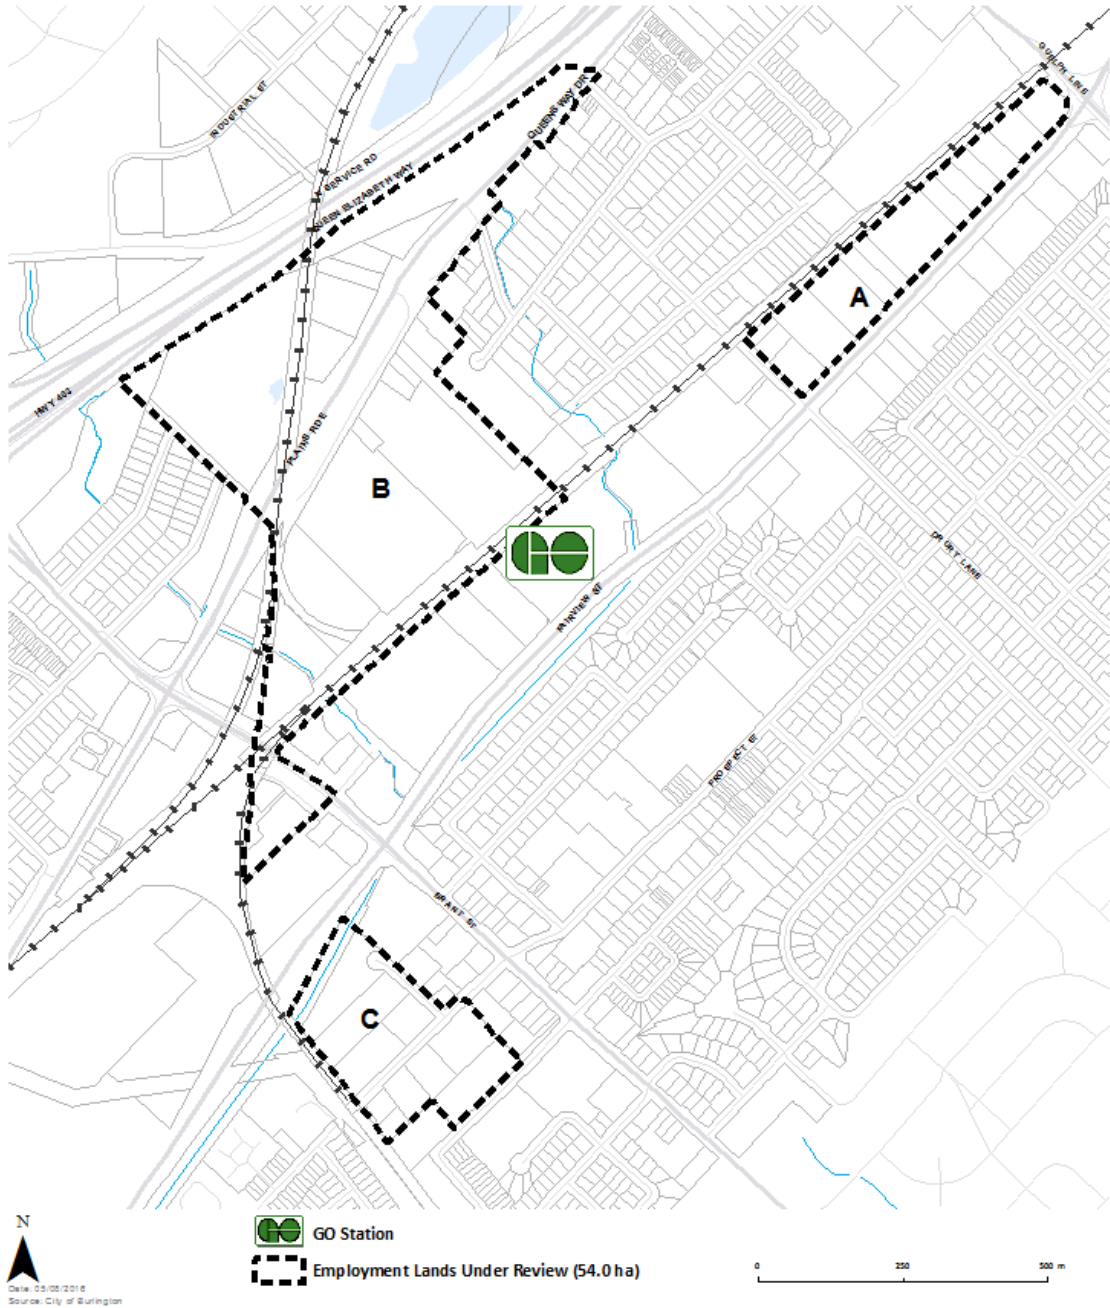 GUELPH LINE
INDUSTRIAL ST
QUEENSWAY DR
SERVICE RD
QUEEN ELIZABETH WAY
A
HWY 403
PLAINS RD E
B
GO
DRURY LANE
FAIRVIEW ST
PROSPECT ST
BRANT ST
C
N
GO GO Station
Employment Lands Under Review (54.0 ha)
0 250 500 m
Date: 05/05/2016
Source: City of Burlington